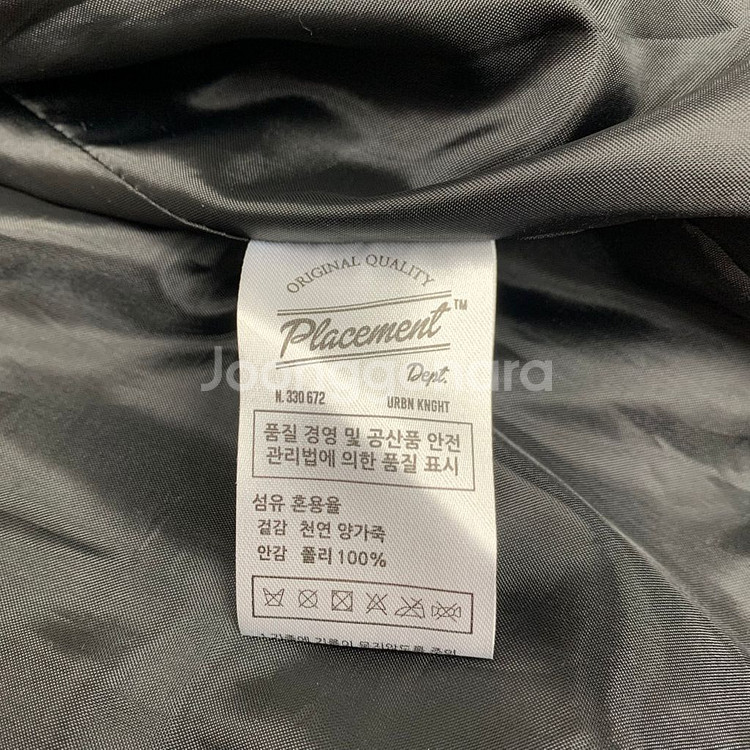 ORIGINAL QUALITY
Placement™
Dept.
N. 330 672 URBN KNGHT
품질 경영 및 공산품 안전
관리법에 의한 품질 표시
섬유 혼용율
겉감 천연 양가죽
안감 폴리 100%
Joonggonara